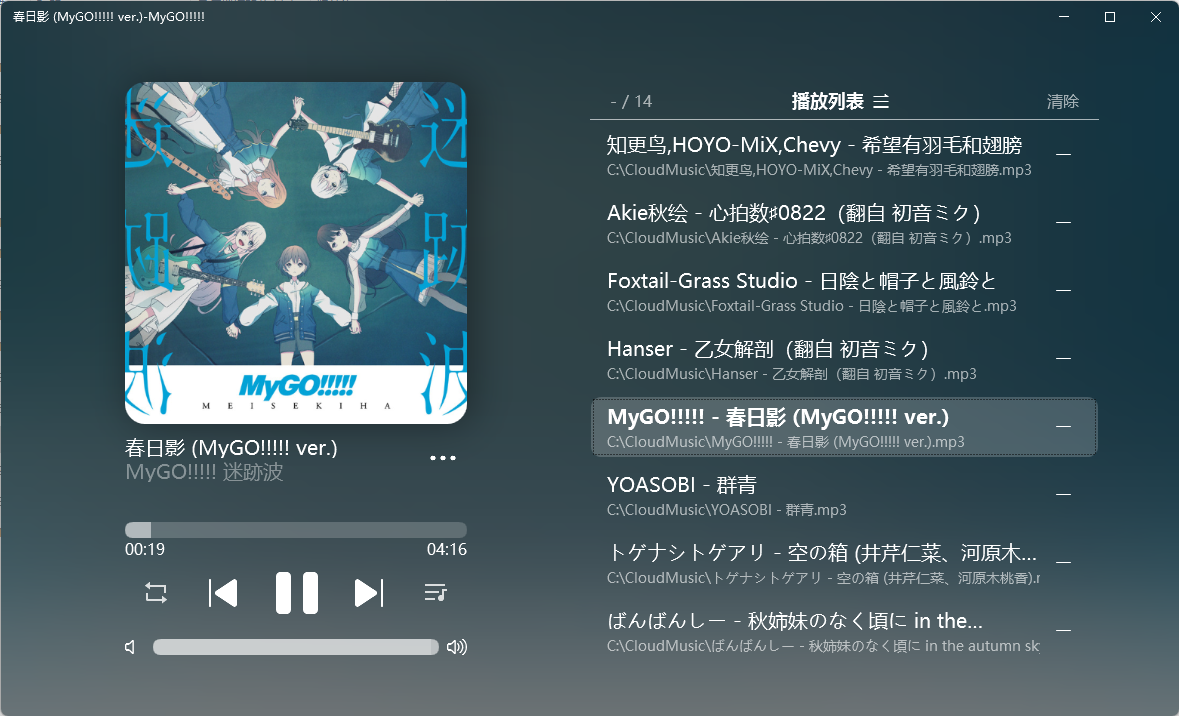 春日影 (MyGO!!!!! ver.)-MyGO!!!!!
迷
跡
波
MyGO!!!!!
MEISEKIHA
春日影 (MyGO!!!!! ver.)
MyGO!!!!! 迷跡波
00:19
04:16
- / 14
播放列表
清除
知更鸟,HOYO-MiX,Chevy - 希望有羽毛和翅膀
C:\CloudMusic\知更鸟,HOYO-MiX,Chevy - 希望有羽毛和翅膀.mp3
Akie秋绘 - 心拍数♯0822（翻自 初音ミク）
C:\CloudMusic\Akie秋绘 - 心拍数♯0822（翻自 初音ミク）.mp3
Foxtail-Grass Studio - 日陰と帽子と風鈴と
C:\CloudMusic\Foxtail-Grass Studio - 日陰と帽子と風鈴と.mp3
Hanser - 乙女解剖（翻自 初音ミク）
C:\CloudMusic\Hanser - 乙女解剖（翻自 初音ミク）.mp3
MyGO!!!!! - 春日影 (MyGO!!!!! ver.)
C:\CloudMusic\MyGO!!!!! - 春日影 (MyGO!!!!! ver.).mp3
YOASOBI - 群青
C:\CloudMusic\YOASOBI - 群青.mp3
トゲナシトゲアリ - 空の箱 (井芹仁菜、河原木...
C:\CloudMusic\トゲナシトゲアリ - 空の箱 (井芹仁菜、河原木桃香).r
ばんばんしー - 秋姉妹のなく頃に in the...
C:\CloudMusic\ばんばんしー - 秋姉妹のなく頃に in the autumn sk